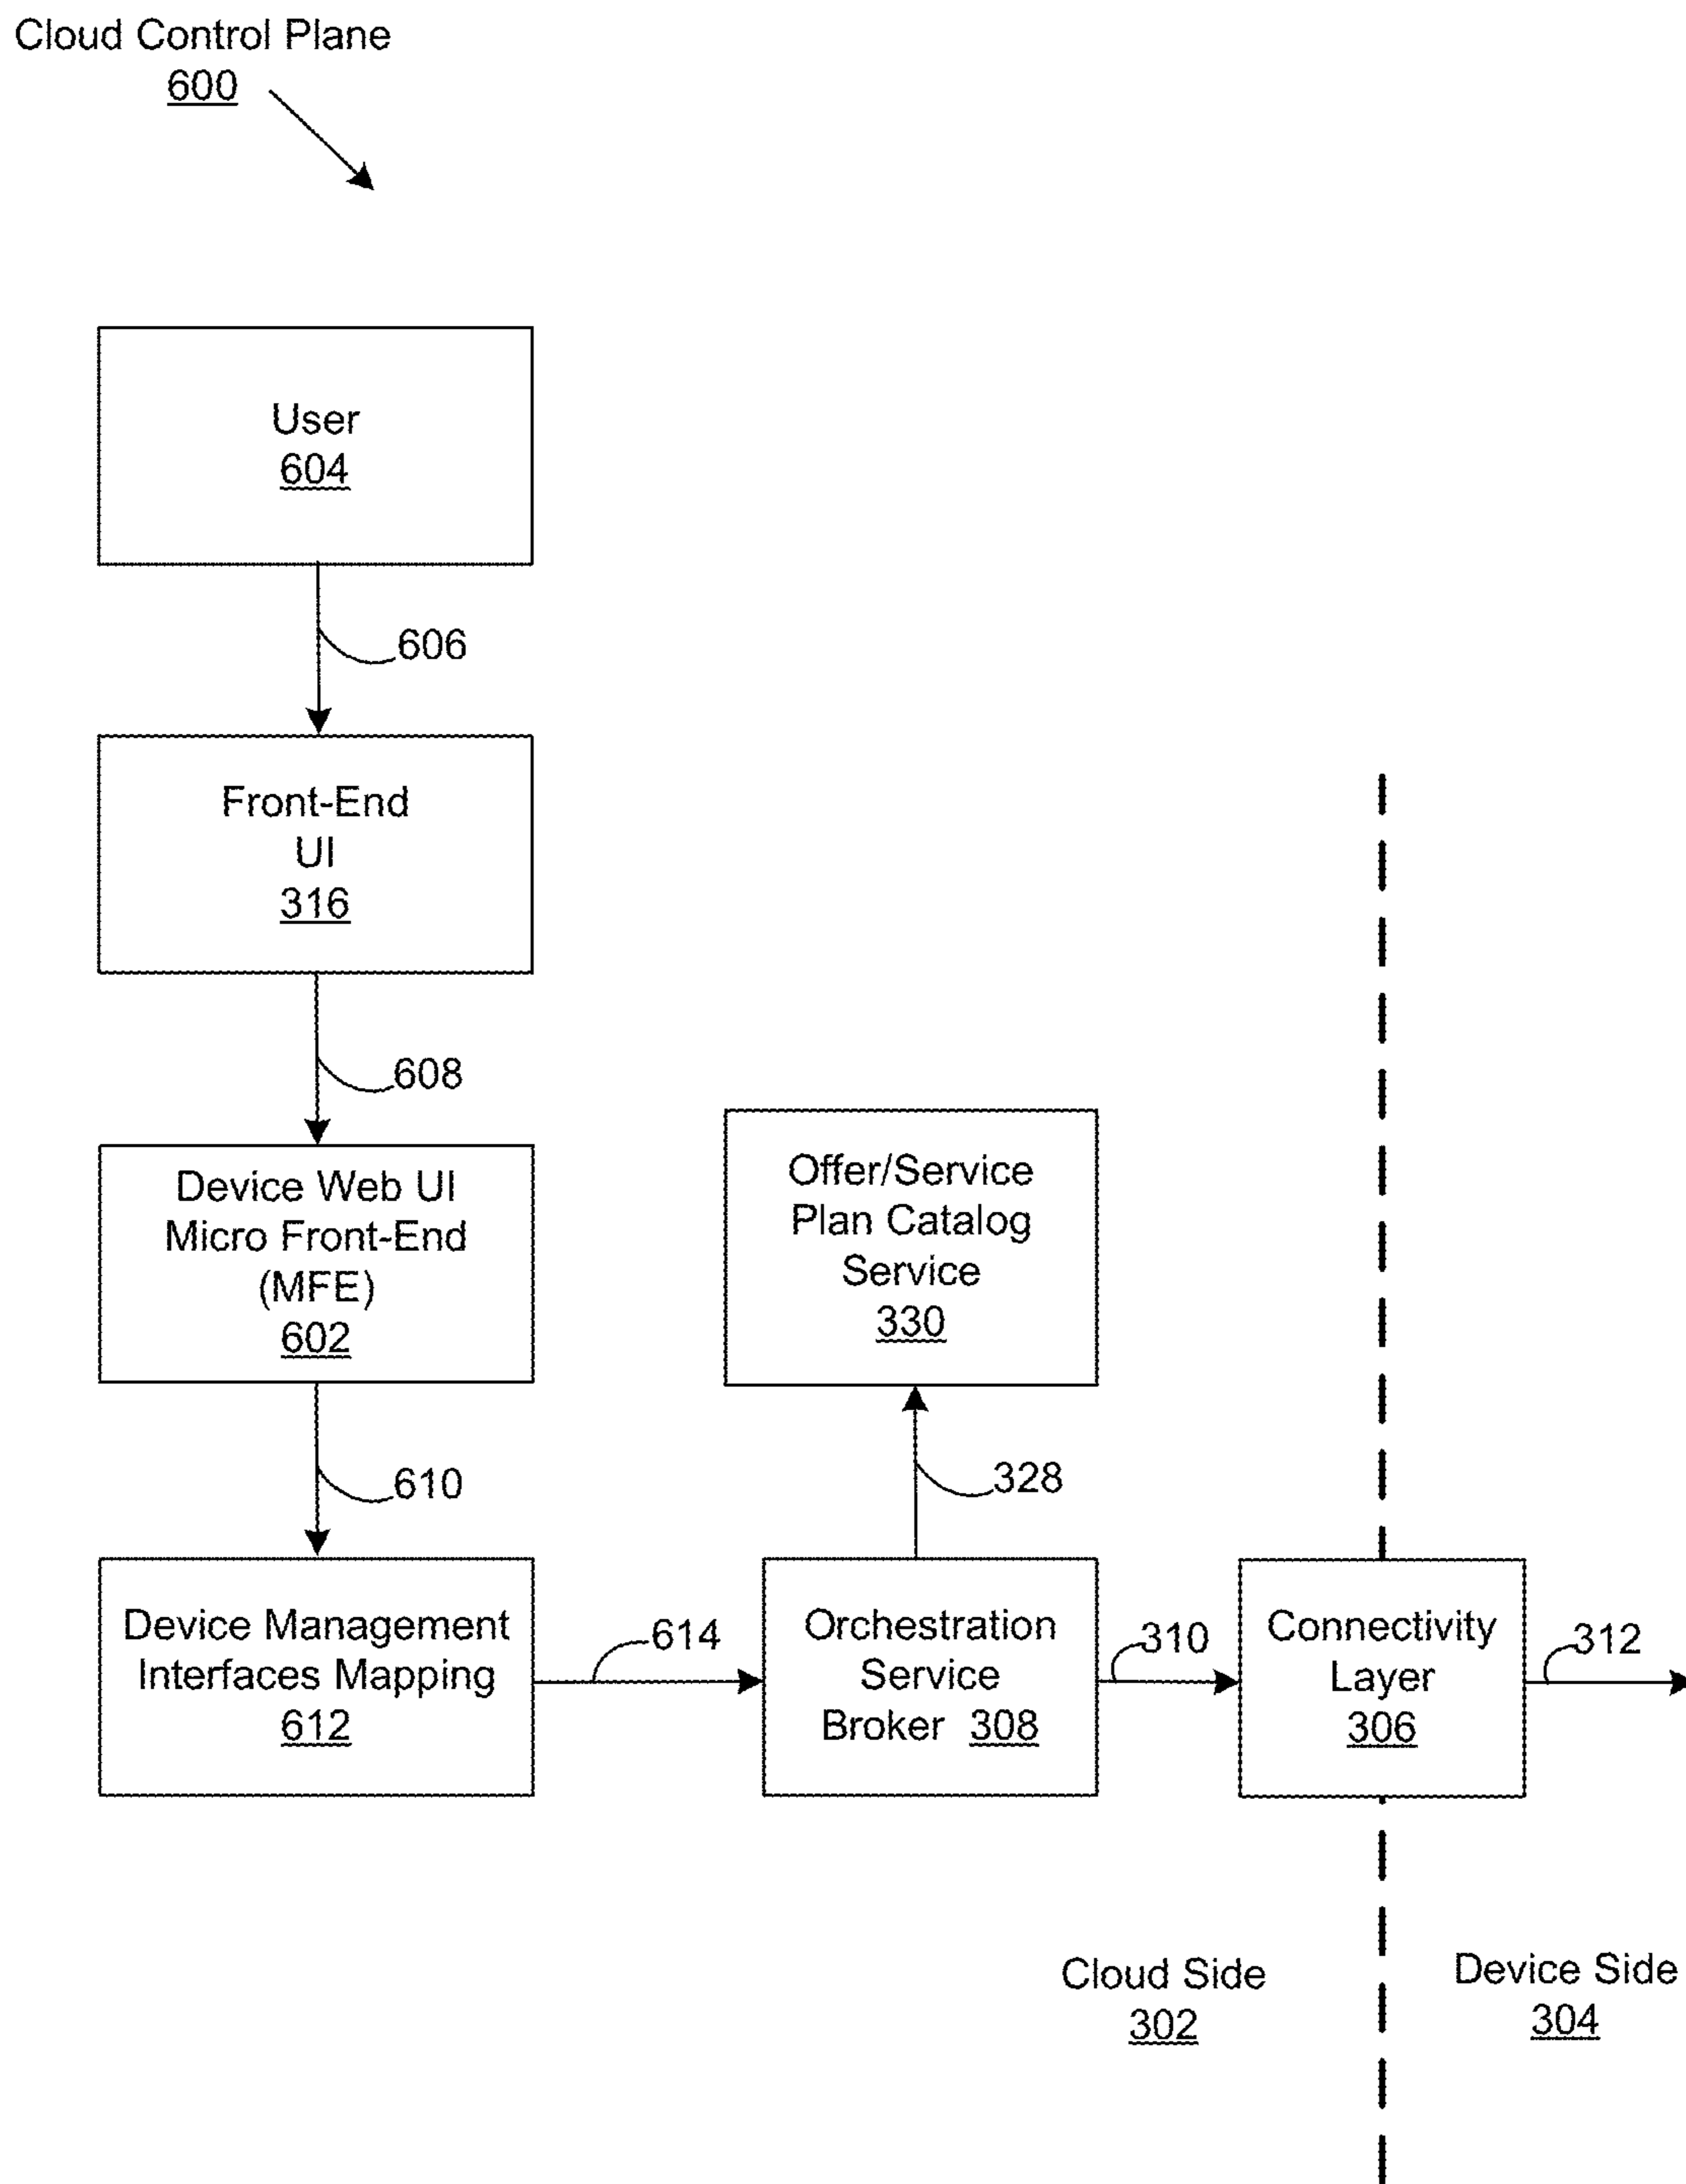 Cloud Control Plane
600
User
604
606
Front-End
UI
316
608
Device Web UI
Micro Front-End
(MFE)
602
610
Offer/Service
Plan Catalog
Service
330
328
Device Management
Interfaces Mapping
612
614
Orchestration
Service
Broker 308
310
Connectivity
Layer
306
312
Cloud Side
302
Device Side
304